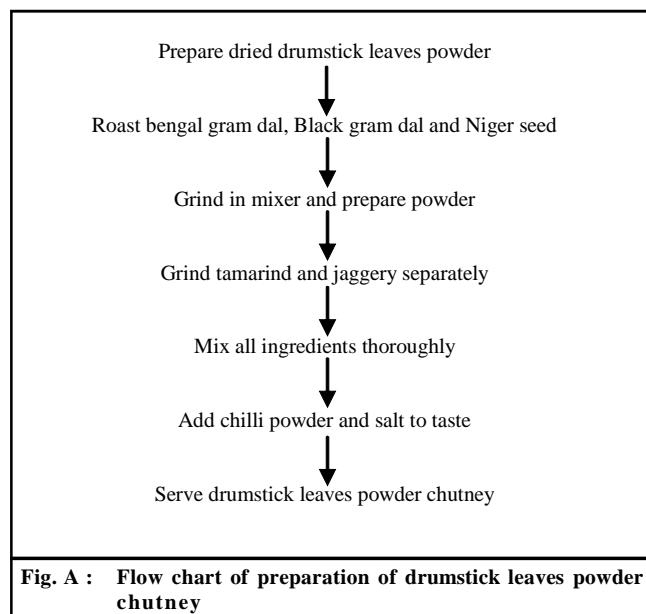 Prepare dried drumstick leaves powder
Roast bengal gram dal, Black gram dal and Niger seed
Grind in mixer and prepare powder
Grind tamarind and jaggery separately
Mix all ingredients thoroughly
Add chilli powder and salt to taste
Serve drumstick leaves powder chutney
Fig. A : Flow chart of preparation of drumstick leaves powder
chutney